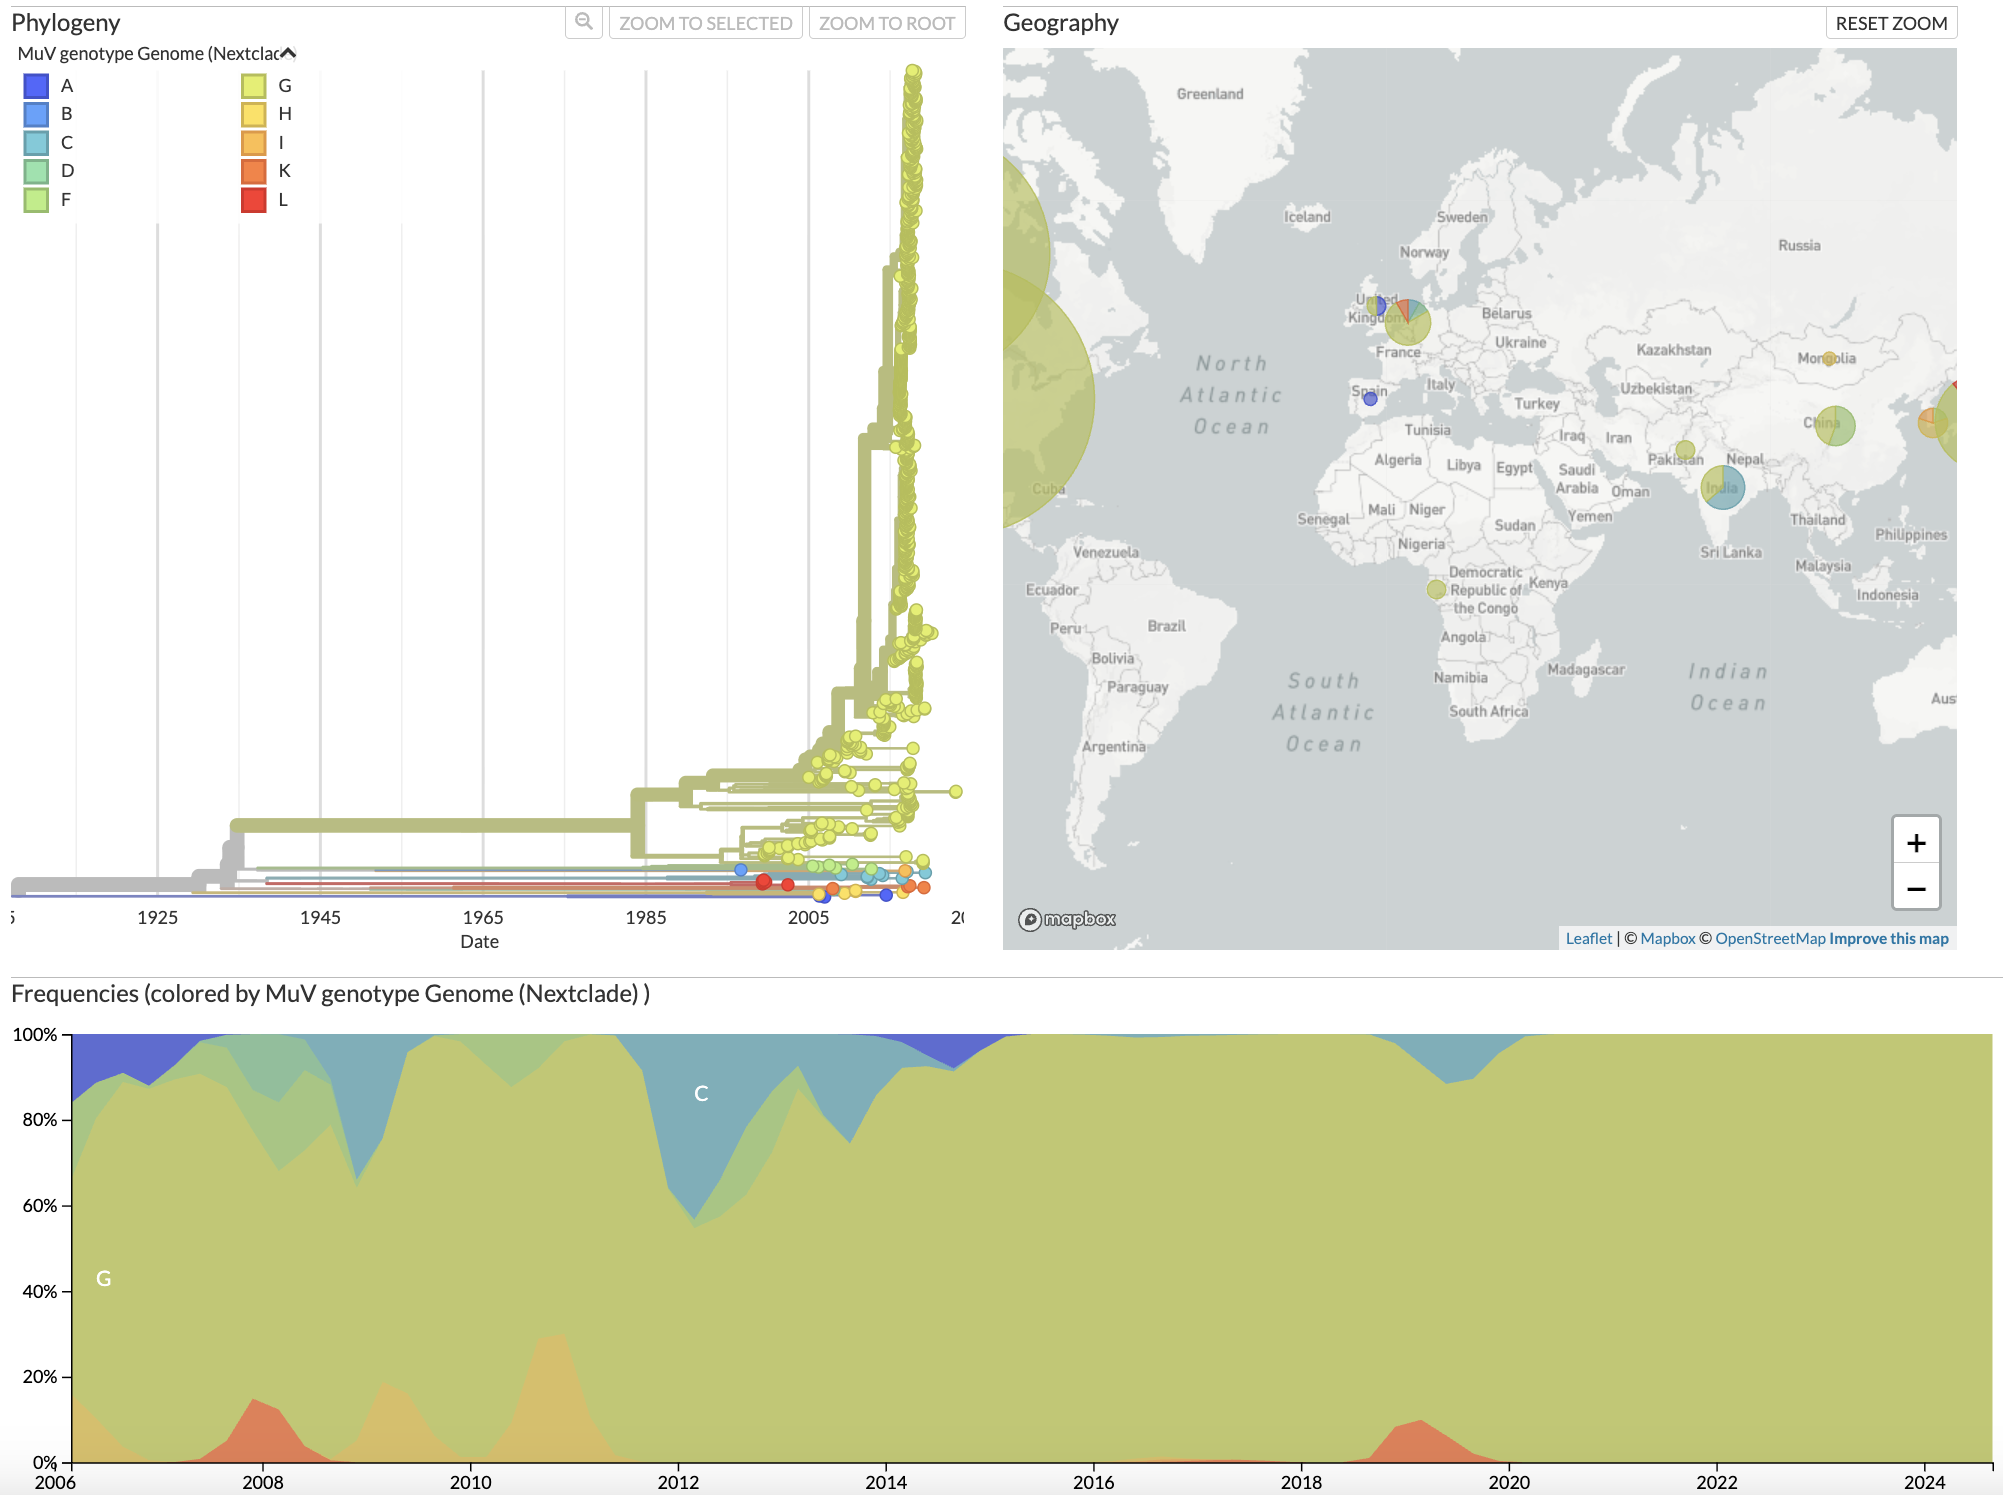 Phylogeny
ZOOM TO SELECTED
ZOOM TO ROOT
MuV genotype Genome (Nextclac
A
G
B
H
C
I
D
K
F
L
5
1925
1945
1965
1985
2005
20
Date
Geography
RESET ZOOM
Greenland
Iceland
Sweden
Norway
Russia
United
Kingdom
Belarus
Ukraine
France
Kazakhstan
Mongolia
Spain
Italy
Uzbekistan
Turkey
North
Atlantic
Ocean
Tunisia
China
Iraq
Iran
Pakistan
Nepal
Algeria
Libya
Egypt
Saudi
Arabia
Oman
India
Cuba
Mali
Niger
Senegal
Sudan
Yemen
Thailand
Philippines
Nigeria
Venezuela
Sri Lanka
Malaysia
Ecuador
Democratic
Republic of
the Congo
Kenya
Indonesia
Peru
Brazil
Angola
Bolivia
Madagascar
Namibia
Paraguay
South Africa
South
Atlantic
Ocean
Indian
Ocean
Aus
Argentina
+
−
mapbox
Leaflet | © Mapbox © OpenStreetMap Improve this map
Frequencies (colored by MuV genotype Genome (Nextclade) )
100%
80%
60%
40%
20%
0%
C
G
2006
2008
2010
2012
2014
2016
2018
2020
2022
2024